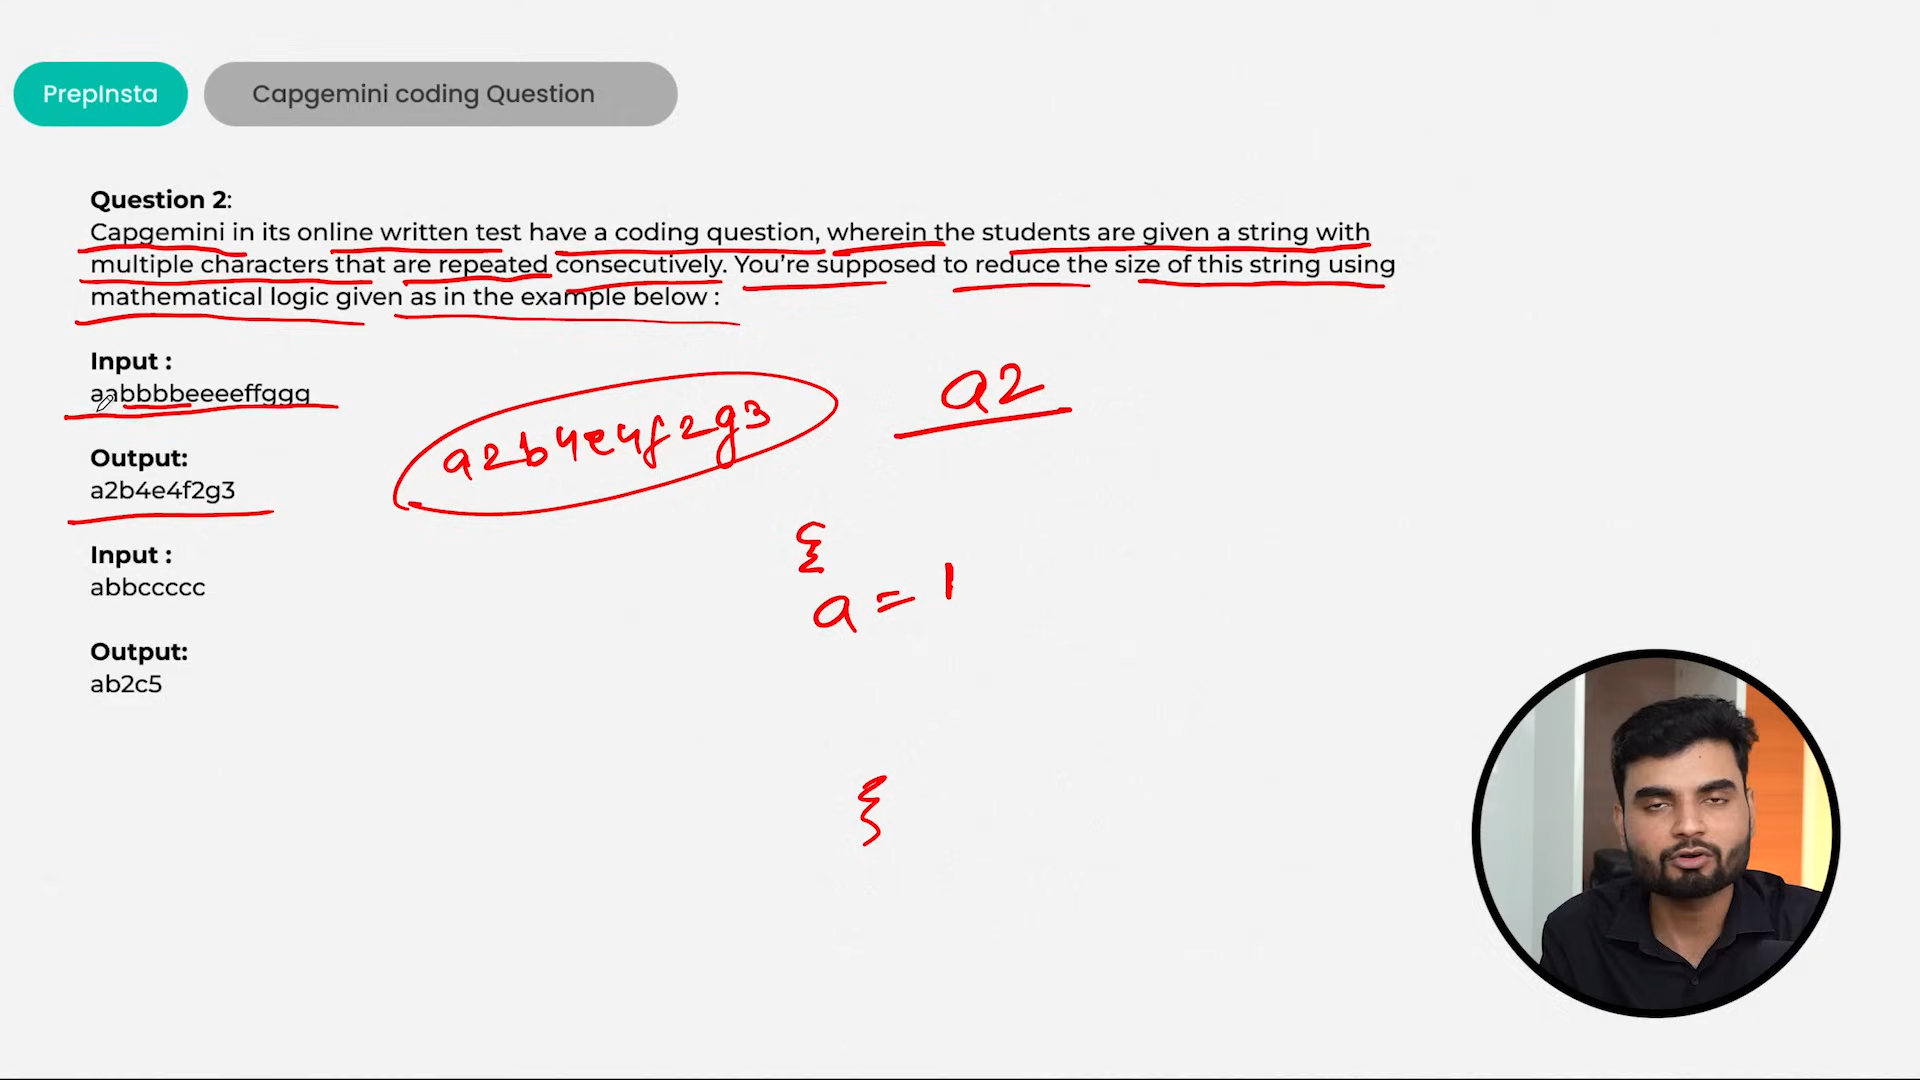 PrepInsta
Capgemini coding Question
Question 2:
Capgemini in its online written test have a coding question, wherein the students are given a string with
multiple characters that are repeated consecutively. You're supposed to reduce the size of this string using
mathematical logic given as in the example below :
Input :
aabbbbeeeeffggg
a2
a2b4e4f2g3
Output:
a2b4e4f2g3
{
Input :
abbccccc
a = 1
Output:
ab2c5
}